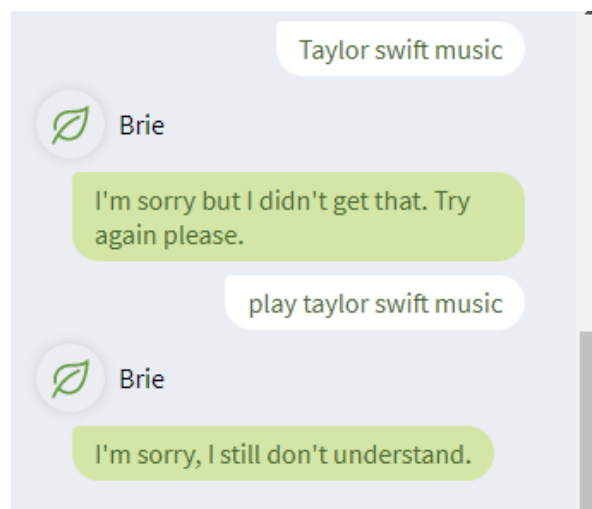 Taylor swift music
Brie
I'm sorry but I didn't get that. Try
again please.
play taylor swift music
Brie
I'm sorry, I still don't understand.